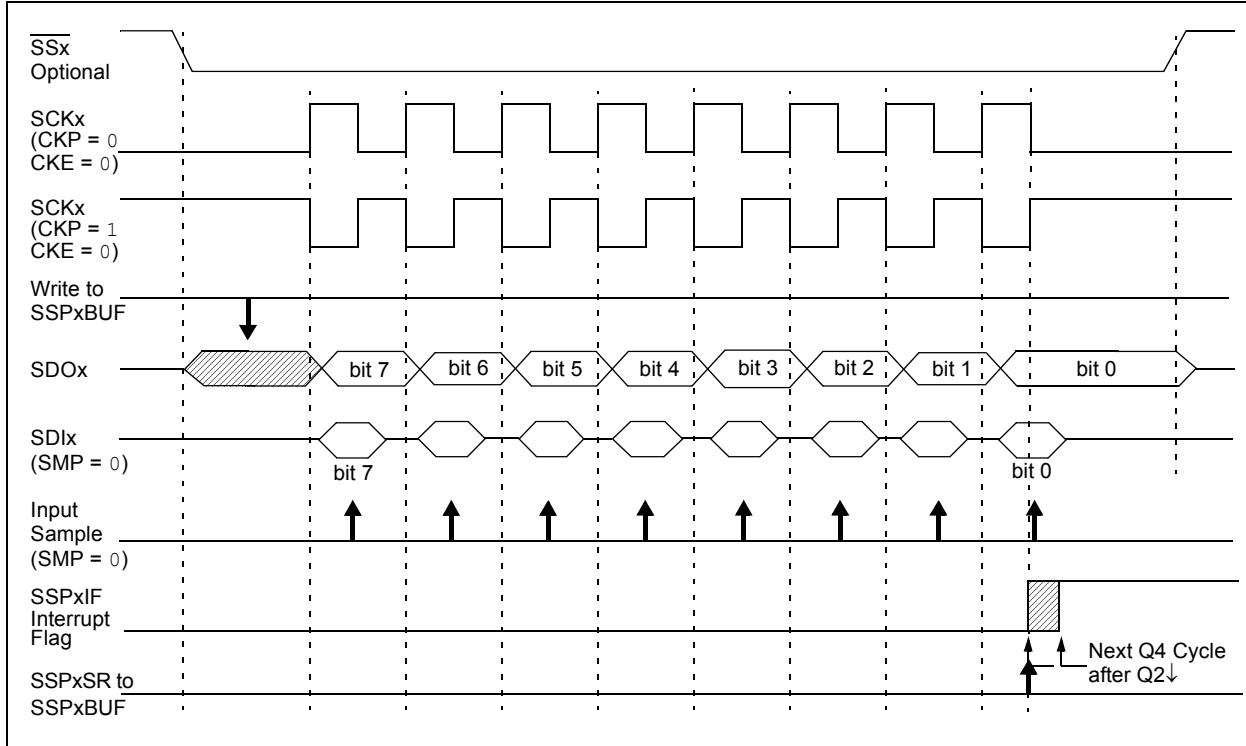 SSx
Optional
SCKx
(CKP = 0
CKE = 0)
SCKx
(CKP = 1
CKE = 0)
Write to
SSPxBUF
SDOx
bit 7
bit 6
bit 5
bit 4
bit 3
bit 2
bit 1
bit 0
SDIx
(SMP = 0)
bit 7
bit 0
Input
Sample
(SMP = 0)
SSPxIF
Interrupt
Flag
Next Q4 Cycle
after Q2↓
SSPxSR to
SSPxBUF